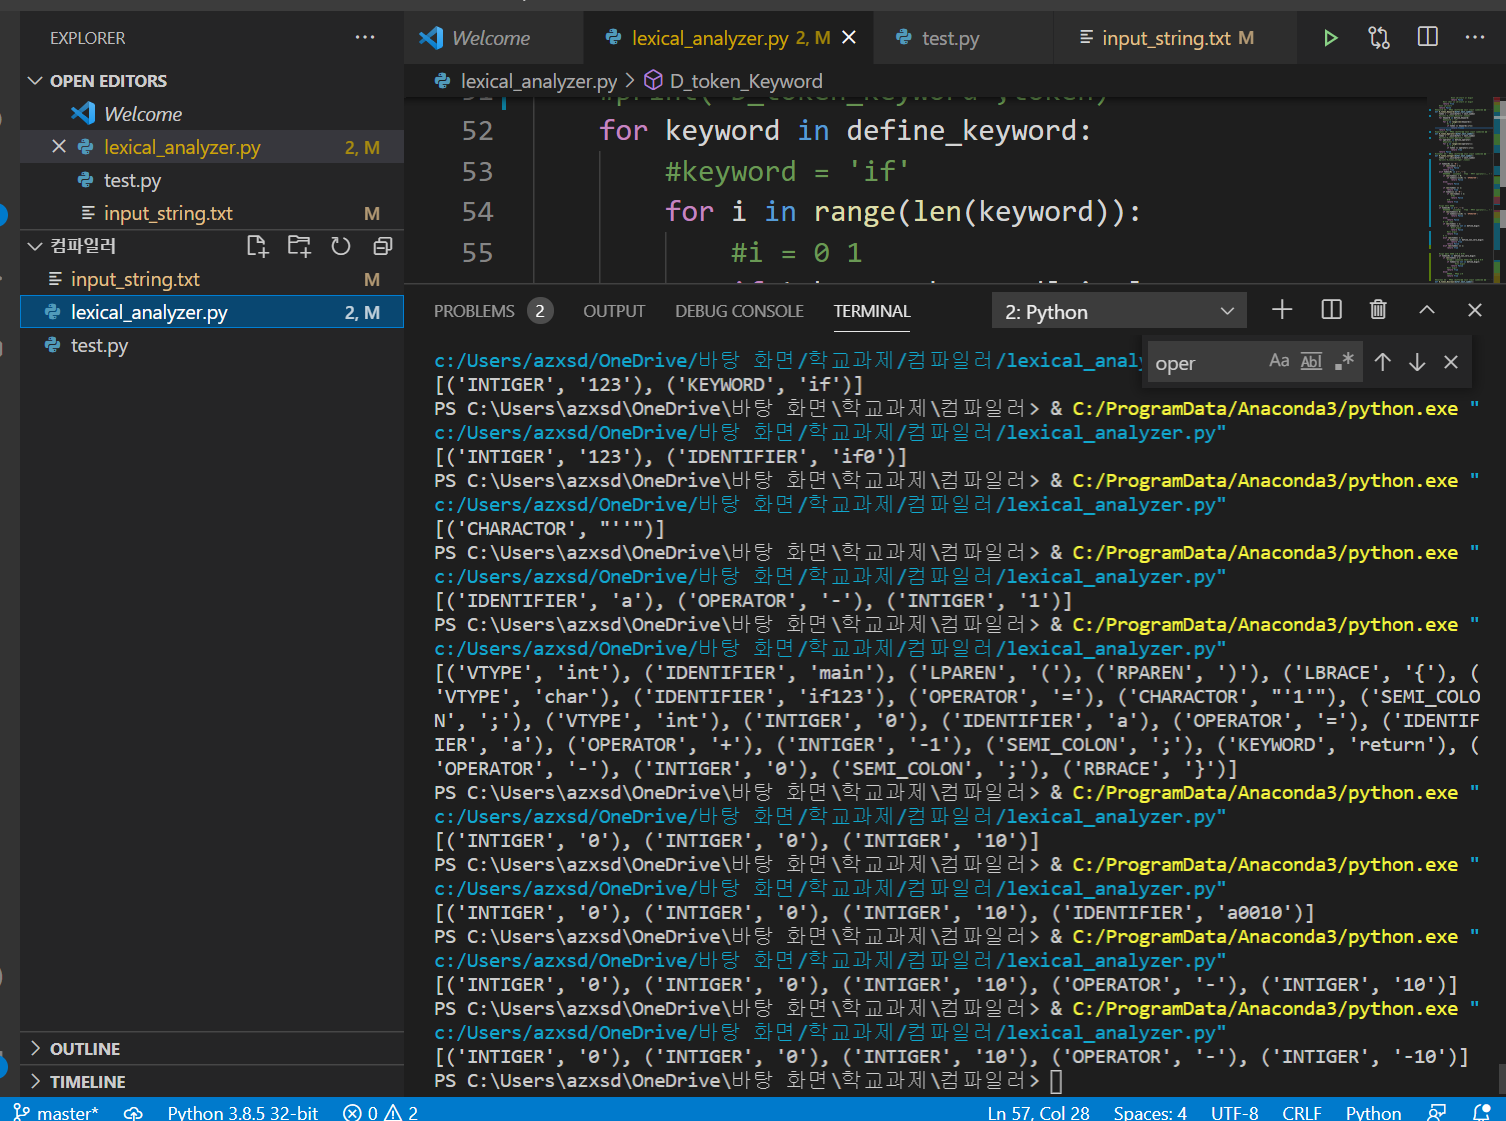 EXPLORER ...
OPEN EDITORS
Welcome
lexical_analyzer.py 2, M
test.py
input_string.txt M
컴파일러
input_string.txt M
lexical_analyzer.py 2, M
test.py
OUTLINE
TIMELINE
Welcome lexical_analyzer.py 2, M test.py input_string.txt M ...
lexical_analyzer.py > D_token_Keyword
52 for keyword in define_keyword:
53 #keyword = 'if'
54 for i in range(len(keyword)):
55 #i = 0 1
PROBLEMS 2 OUTPUT DEBUG CONSOLE TERMINAL 2: Python
oper Aa Abl .*
c:/Users/azxsd/OneDrive/바탕 화면/학교과제/컴파일러/lexical_analy
[('INTIGER', '123'), ('KEYWORD', 'if')]
PS C:\Users\azxsd\OneDrive\바탕 화면\학교과제\컴파일러> & C:/ProgramData/Anaconda3/python.exe "
c:/Users/azxsd/OneDrive/바탕 화면/학교과제/컴파일러/lexical_analyzer.py"
[('INTIGER', '123'), ('IDENTIFIER', 'if0')]
PS C:\Users\azxsd\OneDrive\바탕 화면\학교과제\컴파일러> & C:/ProgramData/Anaconda3/python.exe "
c:/Users/azxsd/OneDrive/바탕 화면/학교과제/컴파일러/lexical_analyzer.py"
[('CHARACTOR', "''")]
PS C:\Users\azxsd\OneDrive\바탕 화면\학교과제\컴파일러> & C:/ProgramData/Anaconda3/python.exe "
c:/Users/azxsd/OneDrive/바탕 화면/학교과제/컴파일러/lexical_analyzer.py"
[('IDENTIFIER', 'a'), ('OPERATOR', '-'), ('INTIGER', '1')]
PS C:\Users\azxsd\OneDrive\바탕 화면\학교과제\컴파일러> & C:/ProgramData/Anaconda3/python.exe "
c:/Users/azxsd/OneDrive/바탕 화면/학교과제/컴파일러/lexical_analyzer.py"
[('VTYPE', 'int'), ('IDENTIFIER', 'main'), ('LPAREN', '('), ('RPAREN', ')'), ('LBRACE', '{'), (
'VTYPE', 'char'), ('IDENTIFIER', 'if123'), ('OPERATOR', '='), ('CHARACTOR', "'1'"), ('SEMI_COLO
N', ';'), ('VTYPE', 'int'), ('INTIGER', '0'), ('IDENTIFIER', 'a'), ('OPERATOR', '='), ('IDENTIF
IER', 'a'), ('OPERATOR', '+'), ('INTIGER', '-1'), ('SEMI_COLON', ';'), ('KEYWORD', 'return'), (
'OPERATOR', '-'), ('INTIGER', '0'), ('SEMI_COLON', ';'), ('RBRACE', '}')]
PS C:\Users\azxsd\OneDrive\바탕 화면\학교과제\컴파일러> & C:/ProgramData/Anaconda3/python.exe "
c:/Users/azxsd/OneDrive/바탕 화면/학교과제/컴파일러/lexical_analyzer.py"
[('INTIGER', '0'), ('INTIGER', '0'), ('INTIGER', '10')]
PS C:\Users\azxsd\OneDrive\바탕 화면\학교과제\컴파일러> & C:/ProgramData/Anaconda3/python.exe "
c:/Users/azxsd/OneDrive/바탕 화면/학교과제/컴파일러/lexical_analyzer.py"
[('INTIGER', '0'), ('INTIGER', '0'), ('INTIGER', '10'), ('IDENTIFIER', 'a0010')]
PS C:\Users\azxsd\OneDrive\바탕 화면\학교과제\컴파일러> & C:/ProgramData/Anaconda3/python.exe "
c:/Users/azxsd/OneDrive/바탕 화면/학교과제/컴파일러/lexical_analyzer.py"
[('INTIGER', '0'), ('INTIGER', '0'), ('INTIGER', '10'), ('OPERATOR', '-'), ('INTIGER', '10')]
PS C:\Users\azxsd\OneDrive\바탕 화면\학교과제\컴파일러> & C:/ProgramData/Anaconda3/python.exe "
c:/Users/azxsd/OneDrive/바탕 화면/학교과제/컴파일러/lexical_analyzer.py"
[('INTIGER', '0'), ('INTIGER', '0'), ('INTIGER', '10'), ('OPERATOR', '-'), ('INTIGER', '-10')]
PS C:\Users\azxsd\OneDrive\바탕 화면\학교과제\컴파일러>
master* Python 3.8.5 32-bit 0 2 Ln 57, Col 28 Spaces: 4 UTF-8 CRLF Python